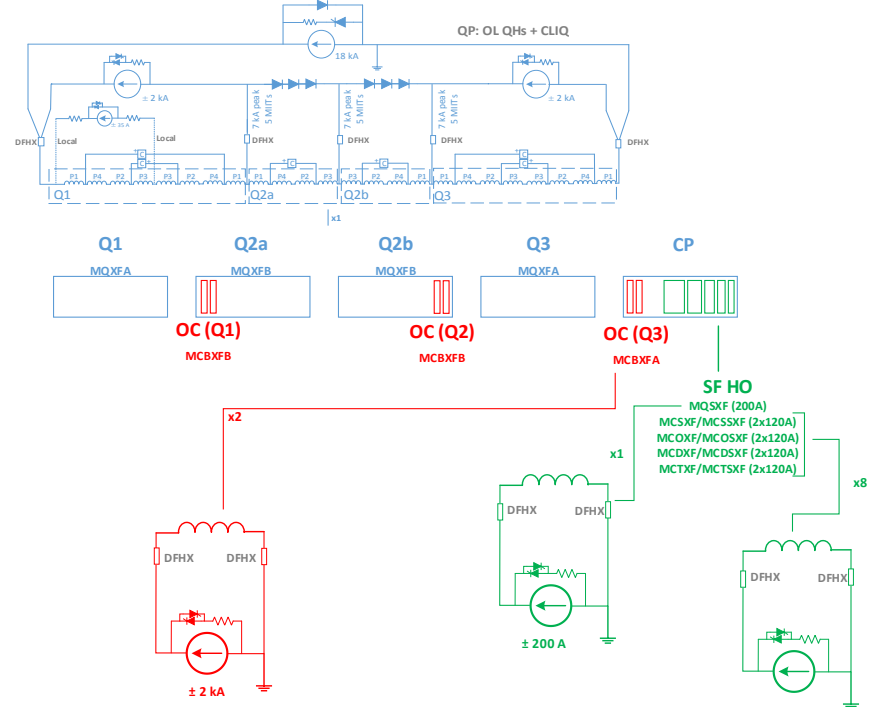 QP: OL QHs + CLIQ
18 kA
± 2 kA
± 2 kA
± 35 A
7 kA peak
5 MIITs
7 kA peak
5 MIITs
7 kA peak
5 MIITs
DFHX
Local
Local
DFHX
DFHX
DFHX
DFHX
C
C
C
C
C
C
P1 P4 P2 P3 P3 P2 P4 P1
P1 P4 P2 P3
P3 P2 P4 P1
P1 P4 P2 P3 P3 P2 P4 P1
Q1 Q2a Q2b Q3
x1
Q1 Q2a Q2b Q3 CP
MQXFA MQXFB MQXFB MQXFA
OC (Q1) OC (Q2) OC (Q3)
MCBXFB MCBXFB MCBXFA
SF HO
MQSXF (200A)
MCSXF/MCSSXF (2x120A)
MCOXF/MCOSXF (2x120A)
MCDXF/MCDSXF (2x120A)
MCTXF/MCTSXF (2x120A)
x2
x1
x8
DFHX DFHX
± 2 kA
DFHX DFHX
± 200 A
DFHX DFHX